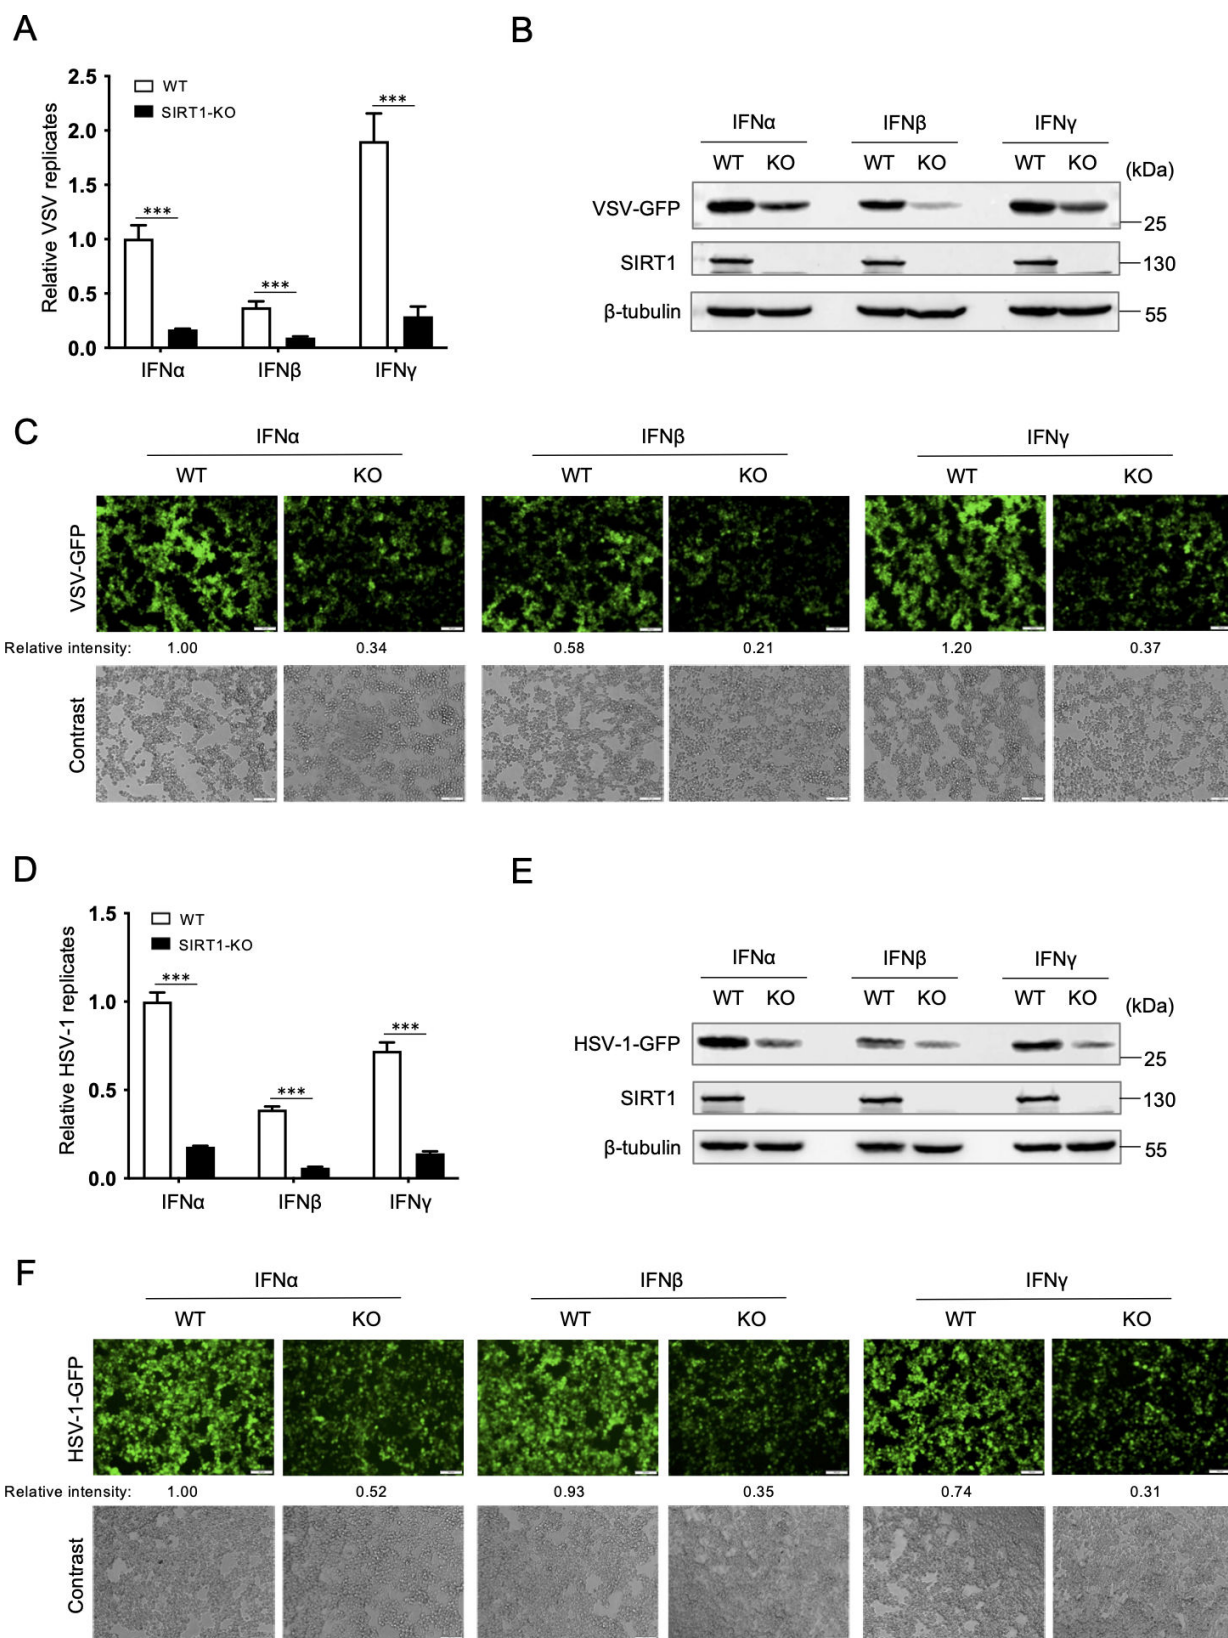 A
2.5
2.0
1.5
1.0
0.5
0.0
Relative VSV replicates
WT
SIRT1-KO
***
***
***
IFNα
IFNβ
IFNγ
B
IFNα
IFNβ
IFNγ
WT
KO
WT
KO
WT
KO
(kDa)
VSV-GFP
25
SIRT1
130
β-tubulin
55
C
IFNα
IFNβ
IFNγ
WT
KO
WT
KO
WT
KO
VSV-GFP
Relative intensity:
1.00
0.34
0.58
0.21
1.20
0.37
Contrast
D
1.5
1.0
0.5
0.0
Relative HSV-1 replicates
WT
SIRT1-KO
***
***
***
IFNα
IFNβ
IFNγ
E
IFNα
IFNβ
IFNγ
WT
KO
WT
KO
WT
KO
(kDa)
HSV-1-GFP
25
SIRT1
130
β-tubulin
55
F
IFNα
IFNβ
IFNγ
WT
KO
WT
KO
WT
KO
HSV-1-GFP
Relative intensity:
1.00
0.52
0.93
0.35
0.74
0.31
Contrast